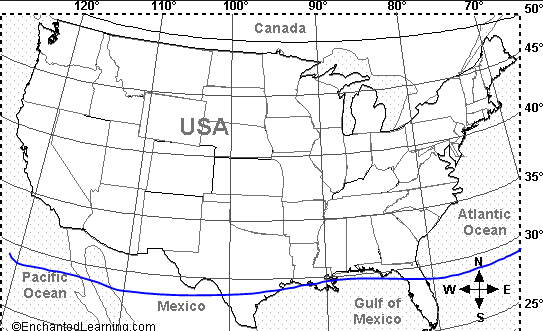 120° 110° 100° 90° 80° 70° 50°
Canada
45°
40°
USA
35°
Atlantic
Ocean
30°
N
Pacific
Ocean
W E
Mexico
Gulf of
Mexico
S
25°
©EnchantedLearning.com